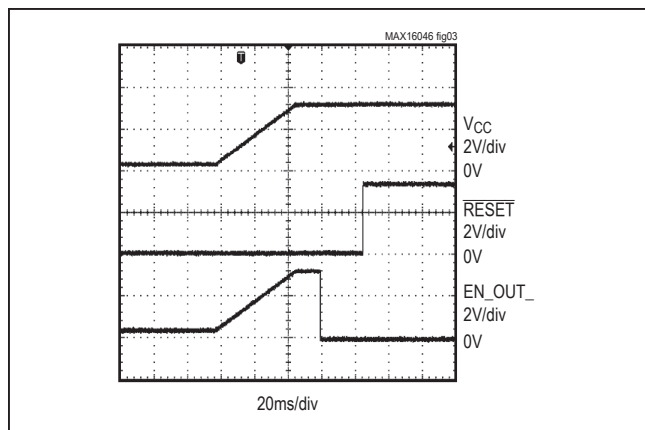 MAX16046 fig03
T
VCC
2V/div
0V
RESET
2V/div
0V
EN_OUT_
2V/div
0V
20ms/div